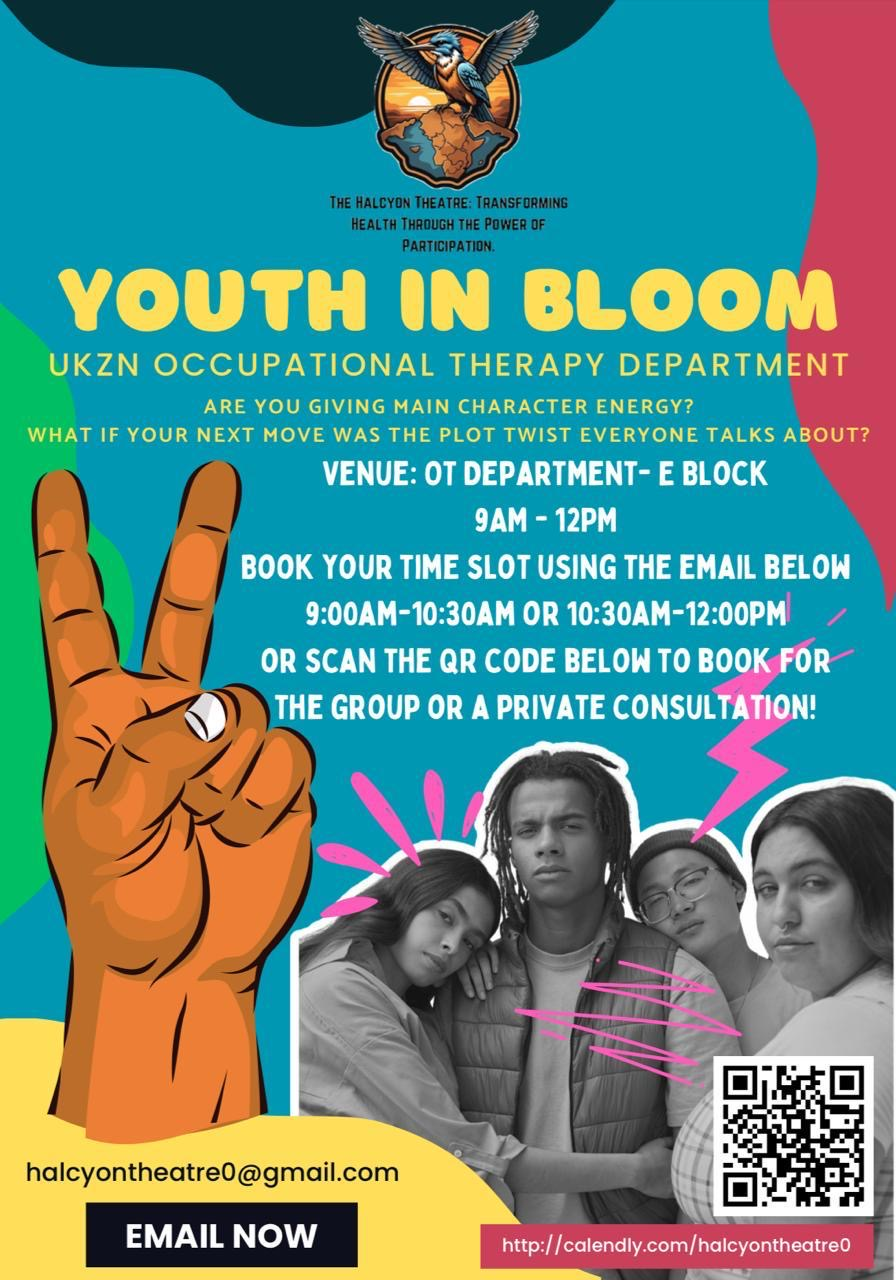 The Halcyon Theatre: Transforming
Health Through the Power of
Participation.
YOUTH IN BLOOM
UKZN OCCUPATIONAL THERAPY DEPARTMENT
ARE YOU GIVING MAIN CHARACTER ENERGY?
WHAT IF YOUR NEXT MOVE WAS THE PLOT TWIST EVERYONE TALKS ABOUT?
VENUE: OT DEPARTMENT- E BLOCK
9AM - 12PM
BOOK YOUR TIME SLOT USING THE EMAIL BELOW
9:00AM-10:30AM OR 10:30AM-12:00PM
OR SCAN THE QR CODE BELOW TO BOOK FOR
THE GROUP OR A PRIVATE CONSULTATION!
halcyontheatre0@gmail.com
EMAIL NOW
http://calendly.com/halcyontheatre0